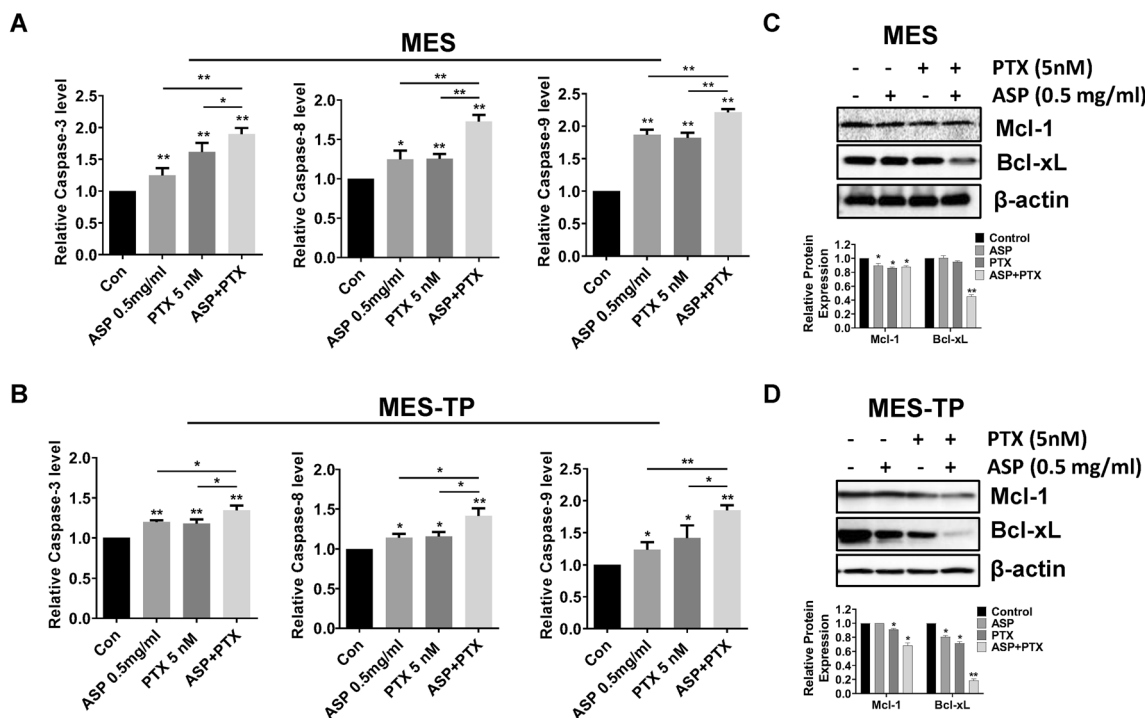 A
MES
Relative Caspase-3 level
2.5
2.0
1.5
1.0
0.5
0.0
**
*
** ** **
Con
ASP 0.5mg/ml
PTX 5 nM
ASP+PTX
Relative Caspase-8 level
2.0
1.5
1.0
0.5
0.0
**
**
* ** **
Con
ASP 0.5mg/ml
PTX 5 nM
ASP+PTX
Relative Caspase-9 level
2.5
2.0
1.5
1.0
0.5
0.0
**
**
** ** **
Con
ASP 0.5mg/ml
PTX 5 nM
ASP+PTX
B
MES-TP
Relative Caspase-3 level
2.0
1.5
1.0
0.5
0.0
*
*
** ** **
Con
ASP 0.5mg/ml
PTX 5 nM
ASP+PTX
Relative Caspase-8 level
2.0
1.5
1.0
0.5
0.0
*
*
* * **
Con
ASP 0.5mg/ml
PTX 5 nM
ASP+PTX
Relative Caspase-9 level
2.5
2.0
1.5
1.0
0.5
0.0
**
*
* * **
Con
ASP 0.5mg/ml
PTX 5 nM
ASP+PTX
C
MES
- - + + PTX (5nM)
- + - + ASP (0.5 mg/ml)
Mcl-1
Bcl-xL
β-actin
Relative Protein
Expression
1.2
1.0
0.8
0.6
0.4
0.2
0.0
* * *
**
Mcl-1 Bcl-xL
Control
ASP
PTX
ASP+PTX
D
MES-TP
- - + + PTX (5nM)
- + - + ASP (0.5 mg/ml)
Mcl-1
Bcl-xL
β-actin
Relative Protein
Expression
1.2
1.0
0.8
0.6
0.4
0.2
0.0
* *
* * **
Mcl-1 Bcl-xL
Control
ASP
PTX
ASP+PTX